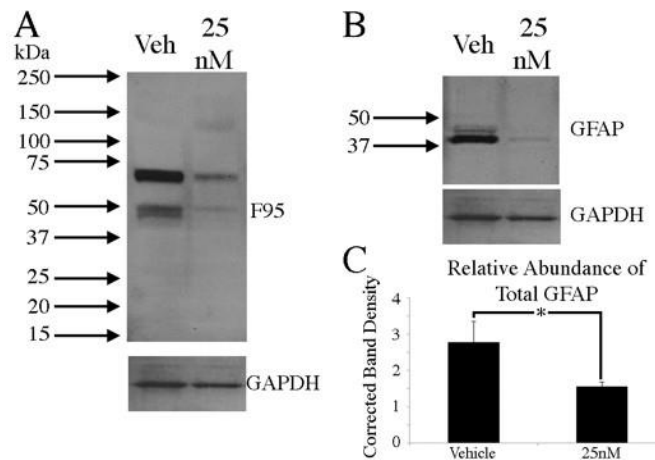 A
kDa
Veh
25
nM
250
150
100
75
50
37
25
20
15
F95
GAPDH
B
Veh
25
nM
50
37
GFAP
GAPDH
C
Relative Abundance of
Total GFAP
Corrected Band Density
4
3
2
1
0
*
Vehicle
25nM